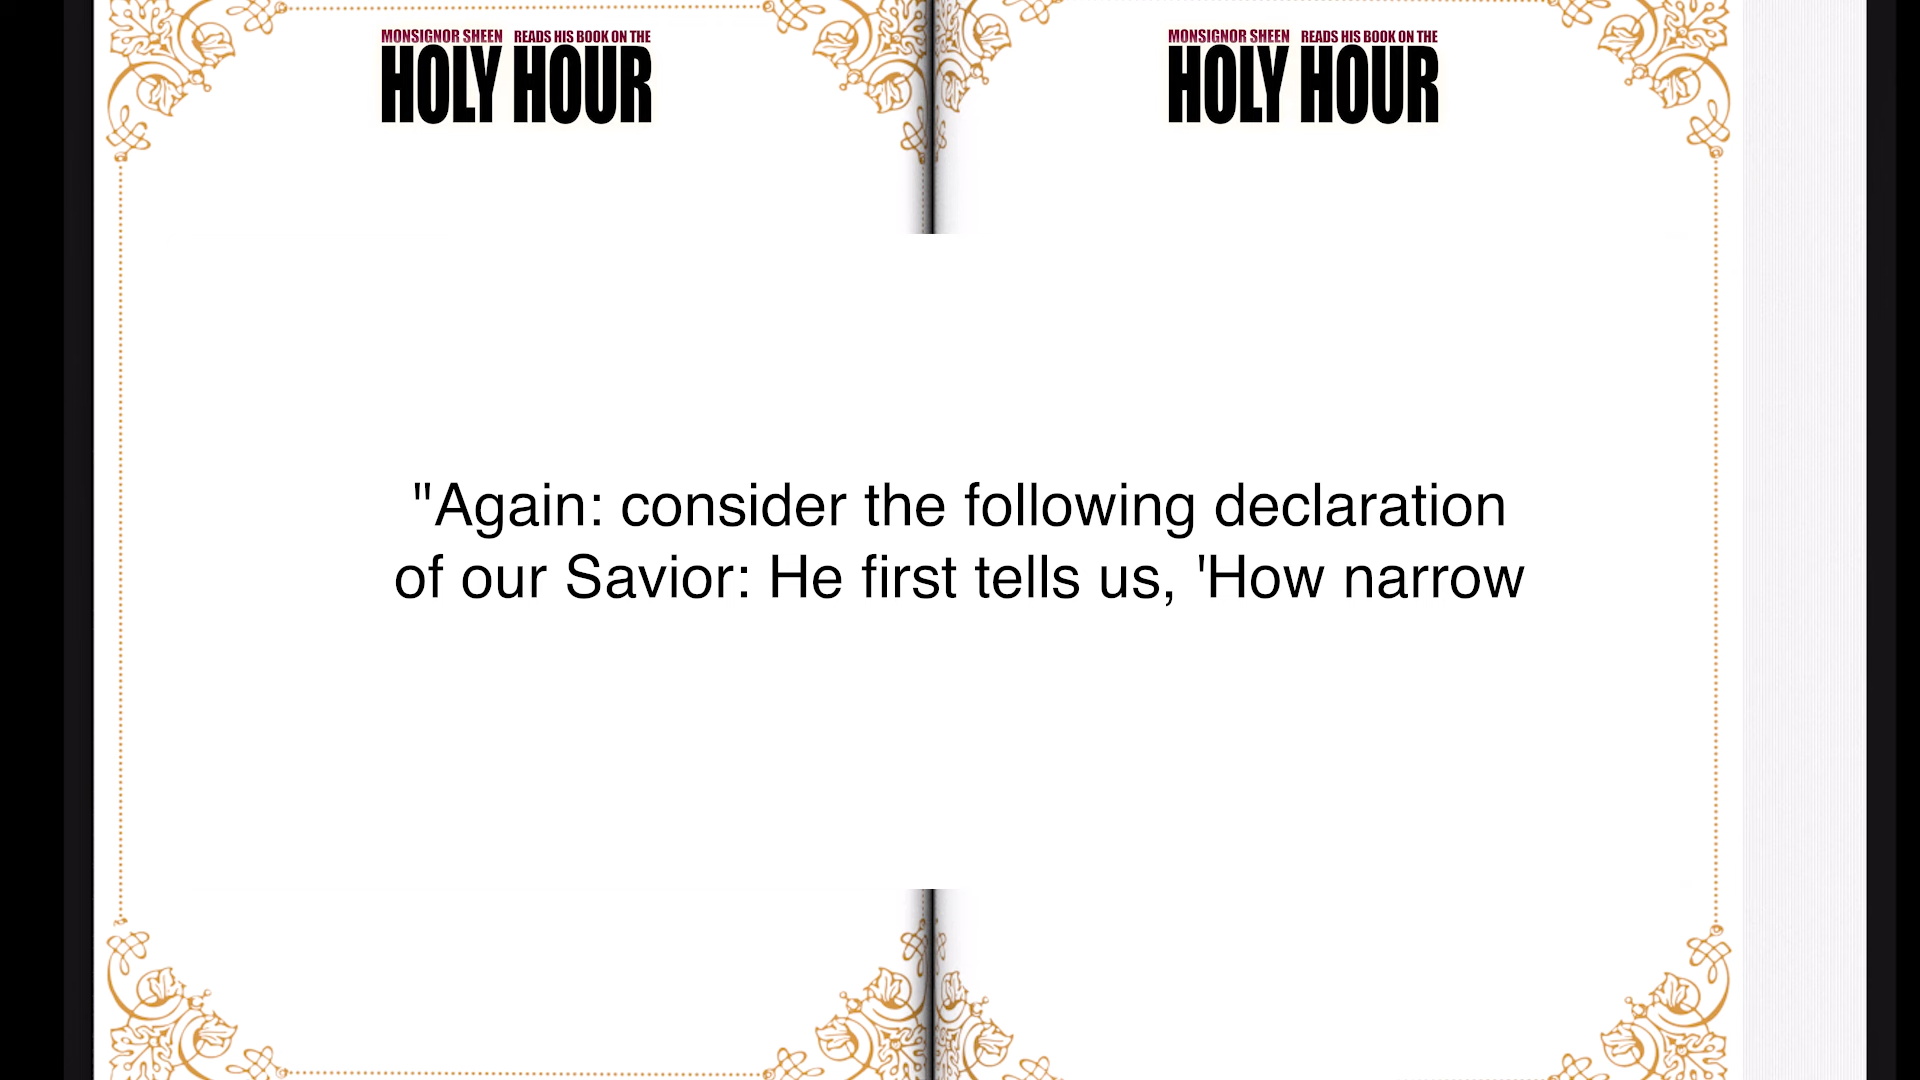 MONSIGNOR SHEEN READS HIS BOOK ON THE
HOLY HOUR
MONSIGNOR SHEEN READS HIS BOOK ON THE
HOLY HOUR
"Again: consider the following declaration
of our Savior: He first tells us, 'How narrow